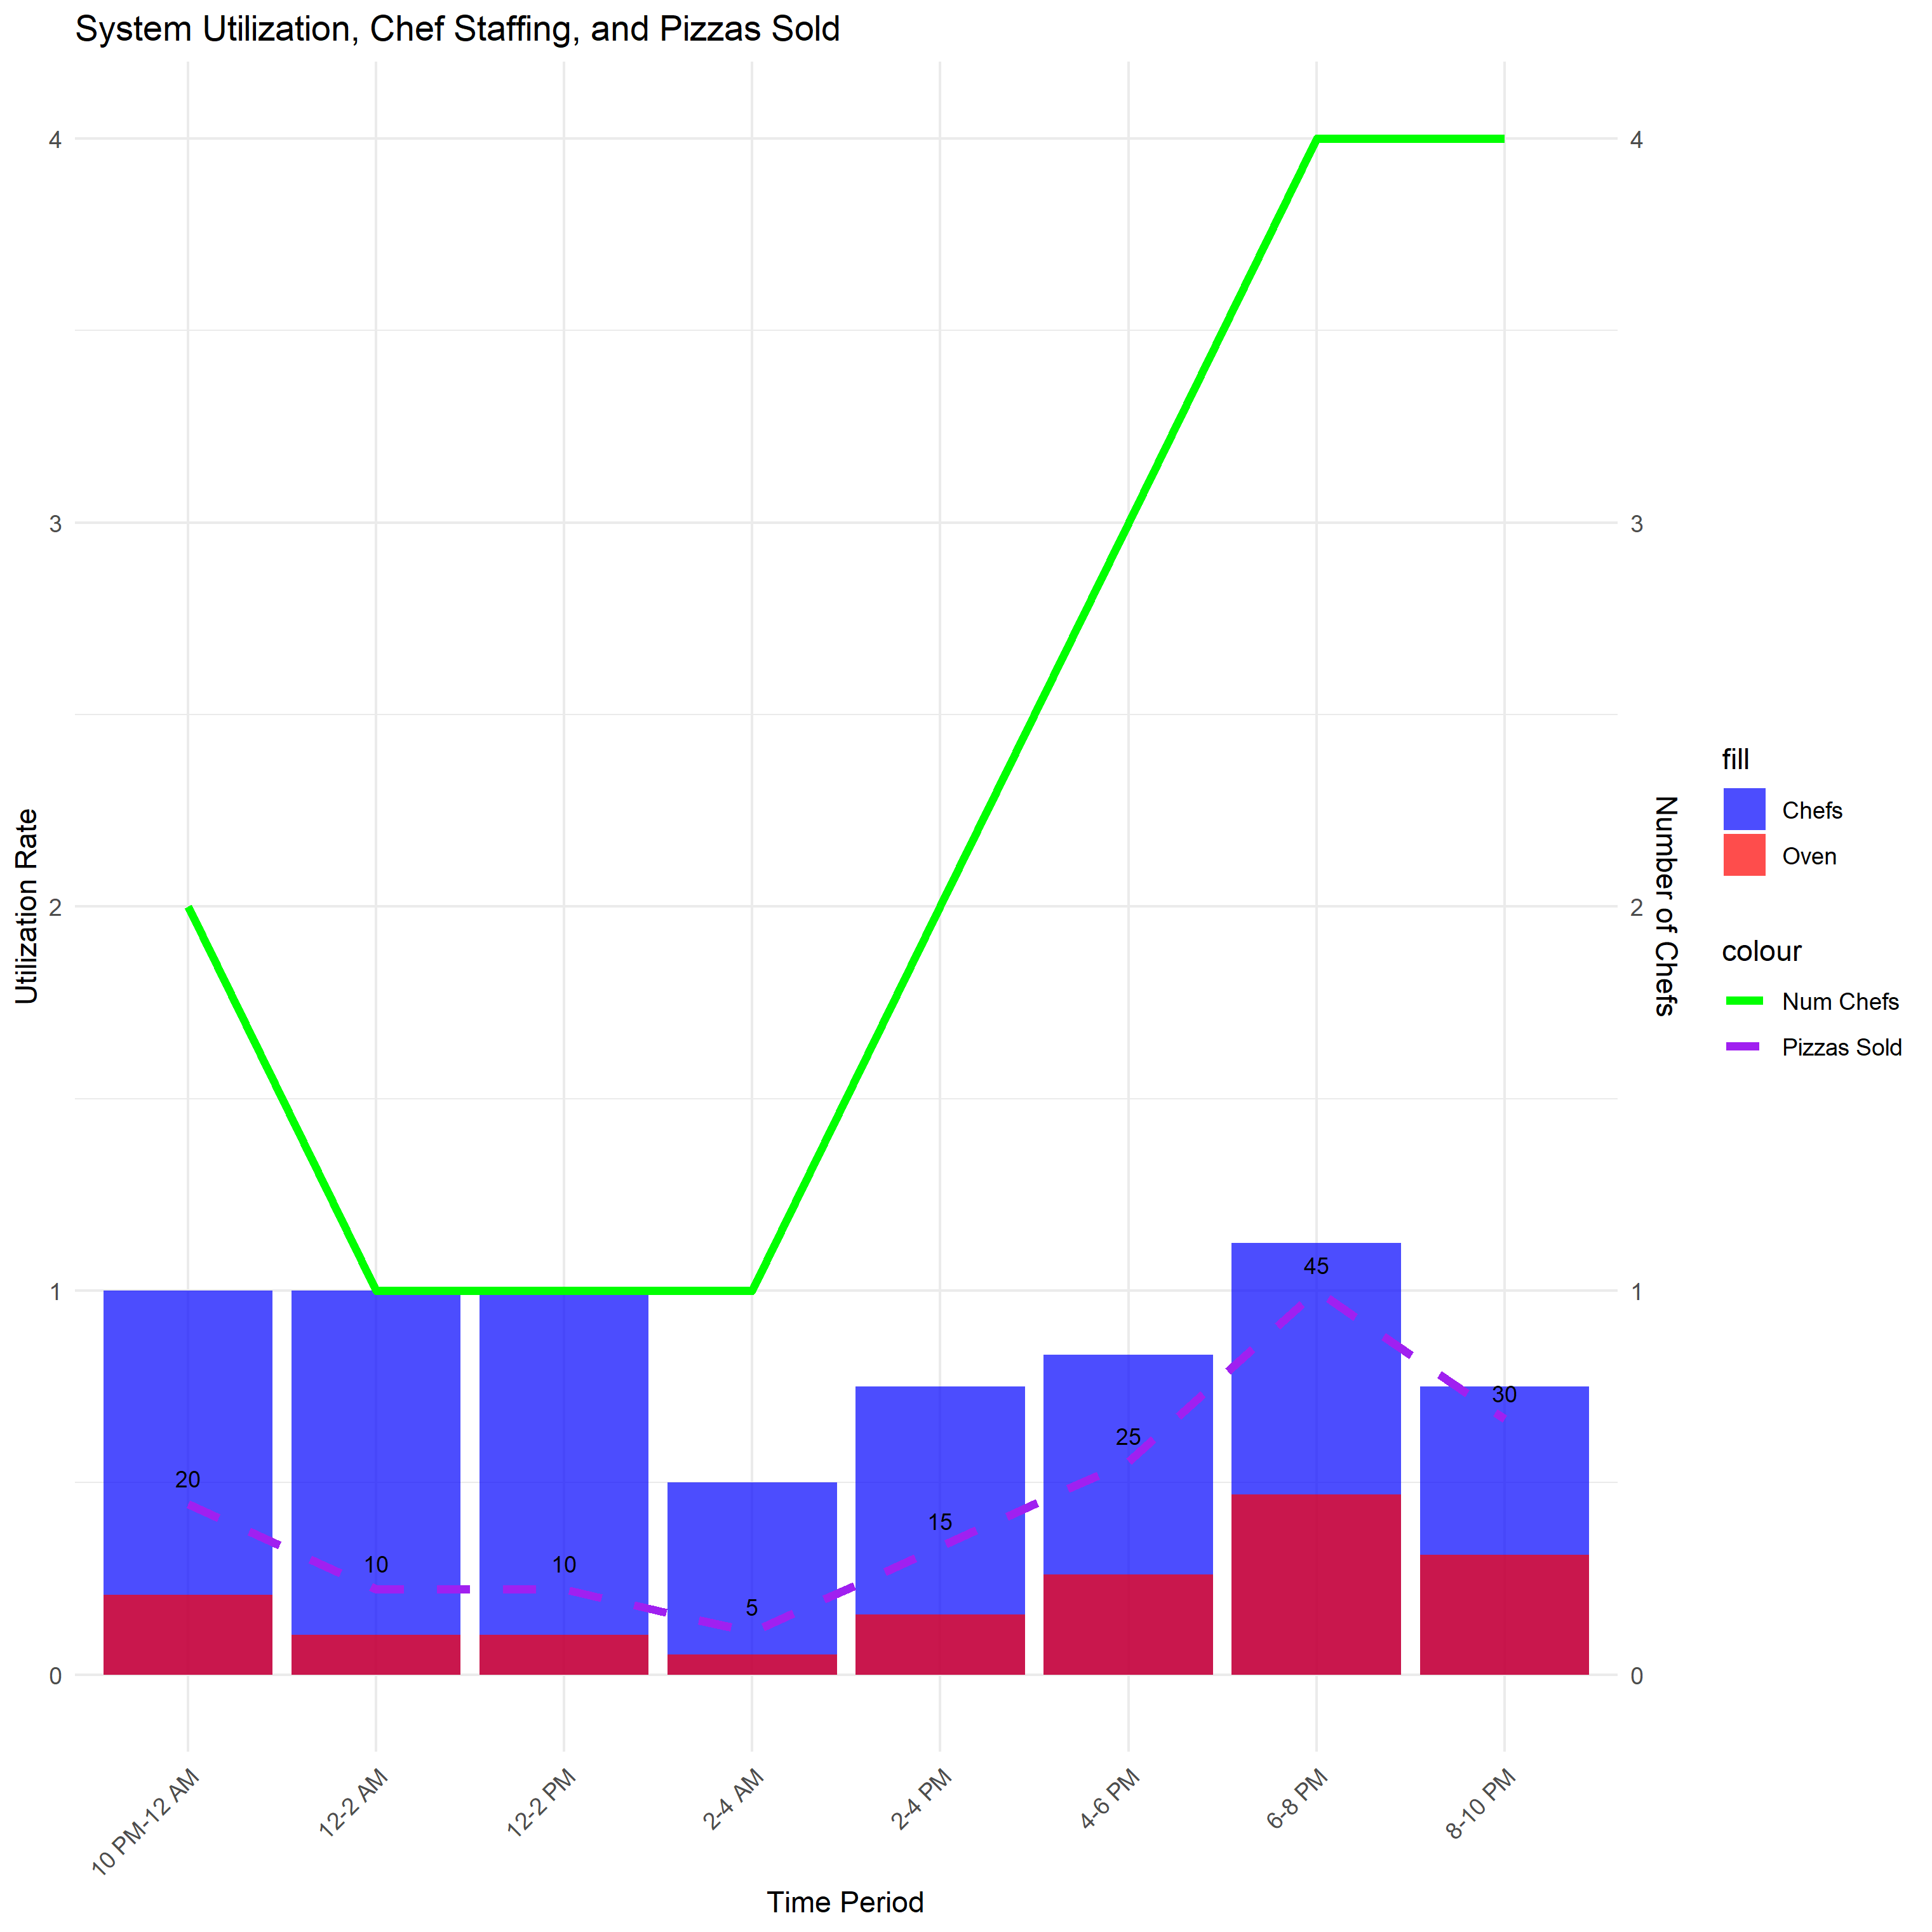 System Utilization, Chef Staffing, and Pizzas Sold
4
3
2
1
0
Utilization Rate
20
10
10
5
15
25
45
30
4
3
2
1
0
Number of Chefs
10 PM-12 AM
12-2 AM
12-2 PM
2-4 AM
2-4 PM
4-6 PM
6-8 PM
8-10 PM
Time Period
fill
Chefs
Oven
colour
Num Chefs
Pizzas Sold